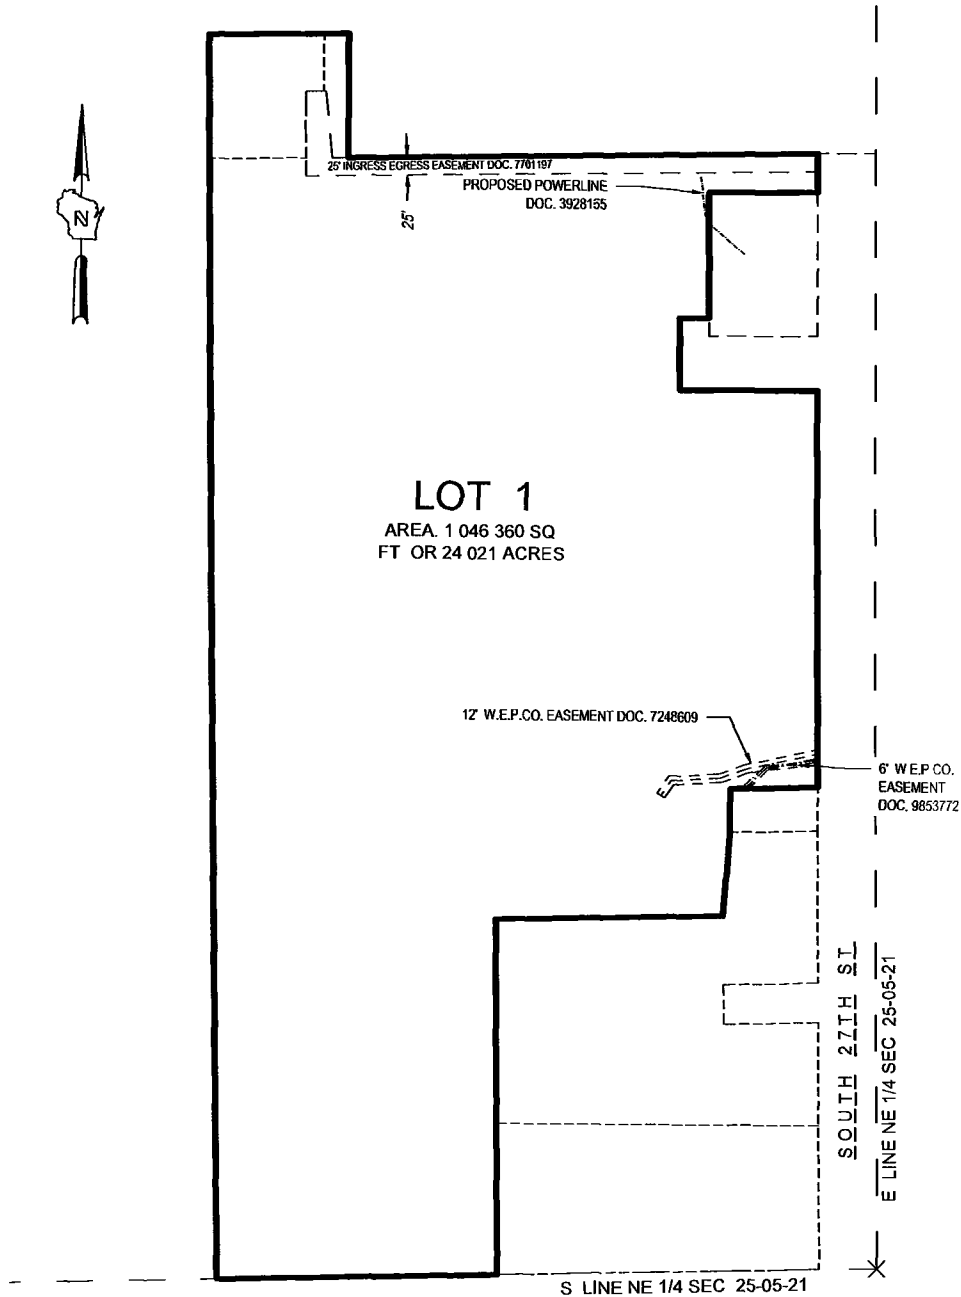 25' INGRESS EGRESS EASEMENT DOC. 7701197
PROPOSED POWERLINE
DOC. 3928155
25'
N
LOT 1
AREA. 1 046 360 SQ
FT OR 24 021 ACRES
12' W.E.P.CO. EASEMENT DOC. 7248609
6' W E.P CO.
EASEMENT
DOC. 9853772
SOUTH 27TH ST
E LINE NE 1/4 SEC 25-05-21
S LINE NE 1/4 SEC 25-05-21